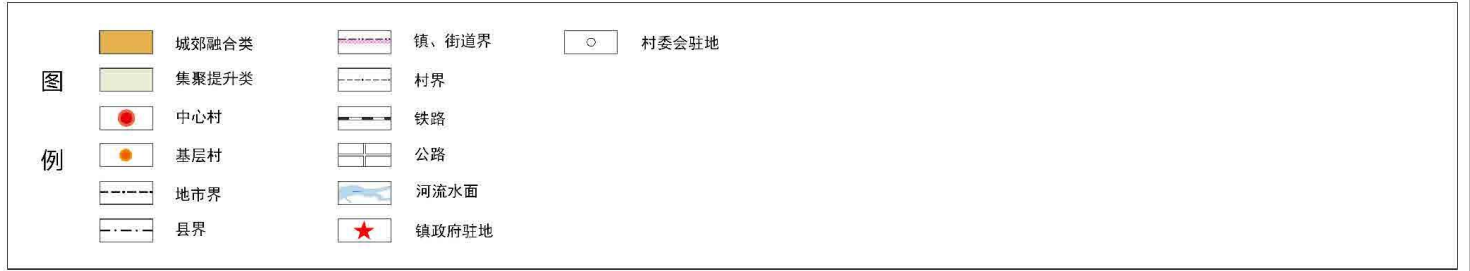 图例
城郊融合类
集聚提升类
中心村
基层村
地市界
县界
镇、街道界
村界
铁路
公路
河流水面
镇政府驻地
村委会驻地